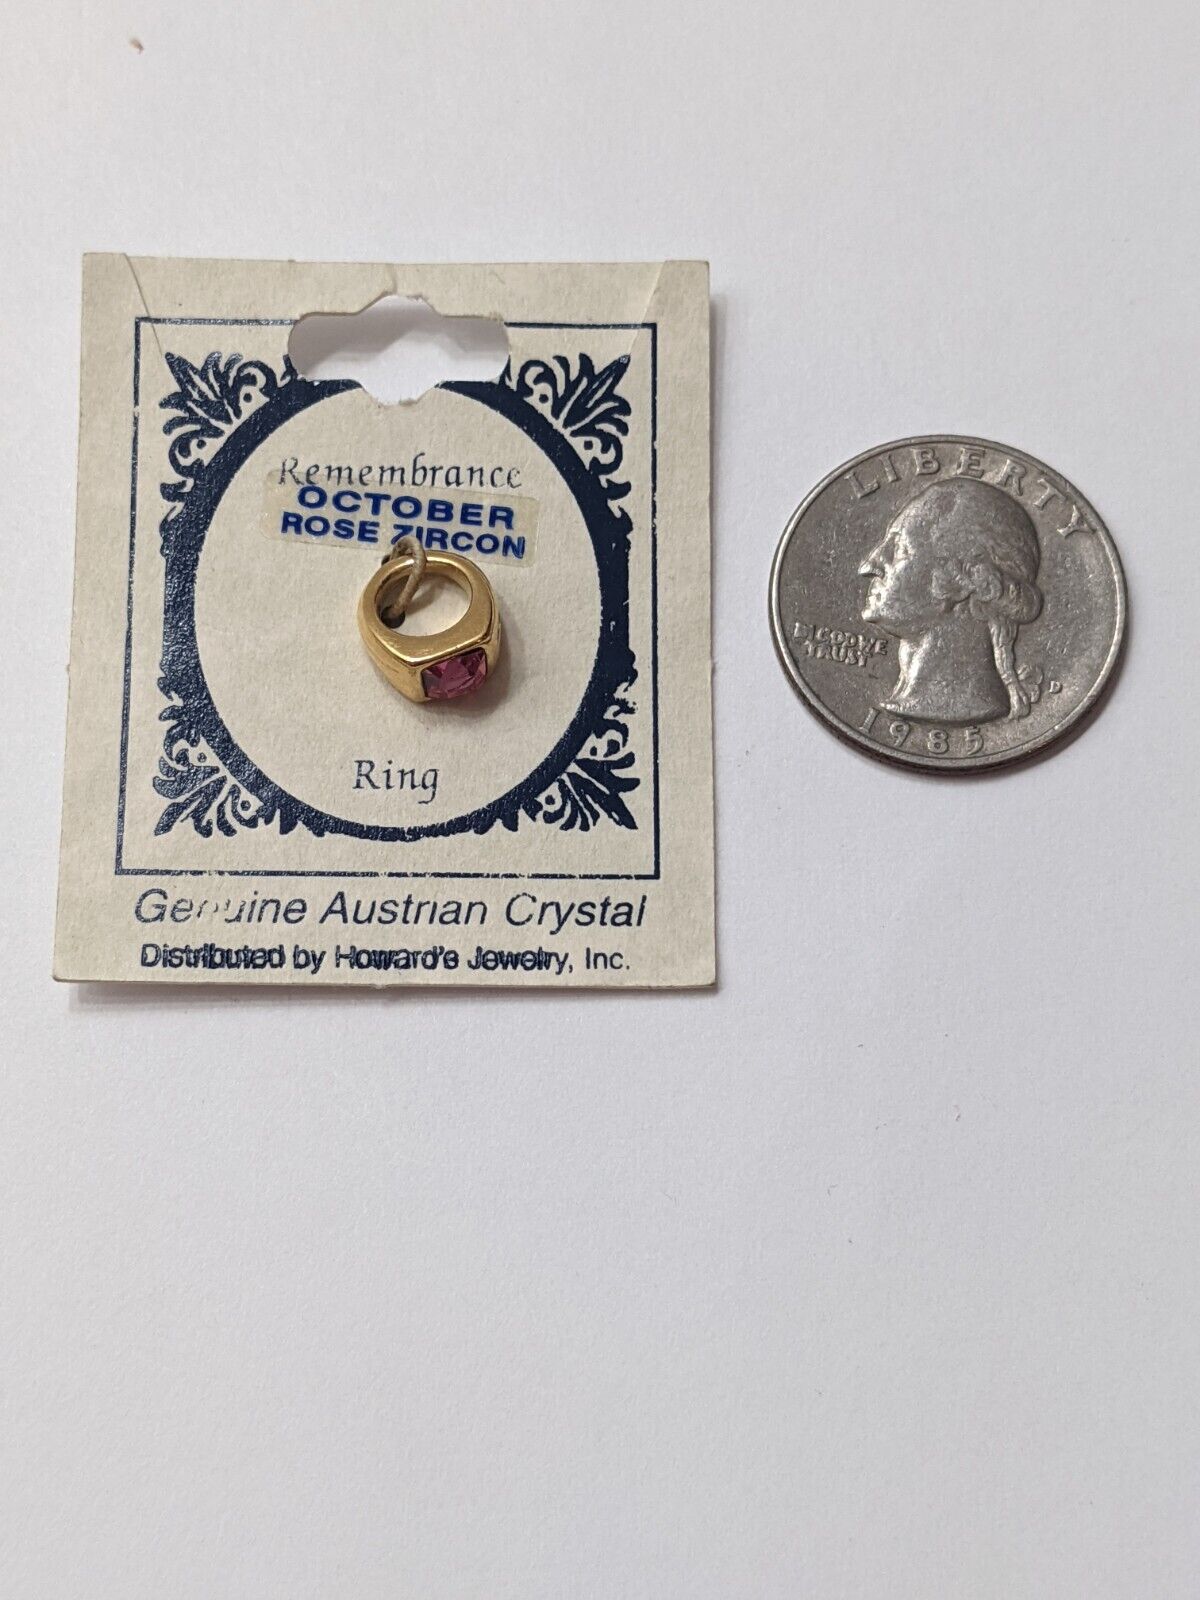 Remembrance
OCTOBER
ROSE ZIRCON
Ring
Genuine Austrian Crystal
Distributed by Howard's Jewelry, Inc.
LIBERTY
IN GOD WE
TRUST
D
1985